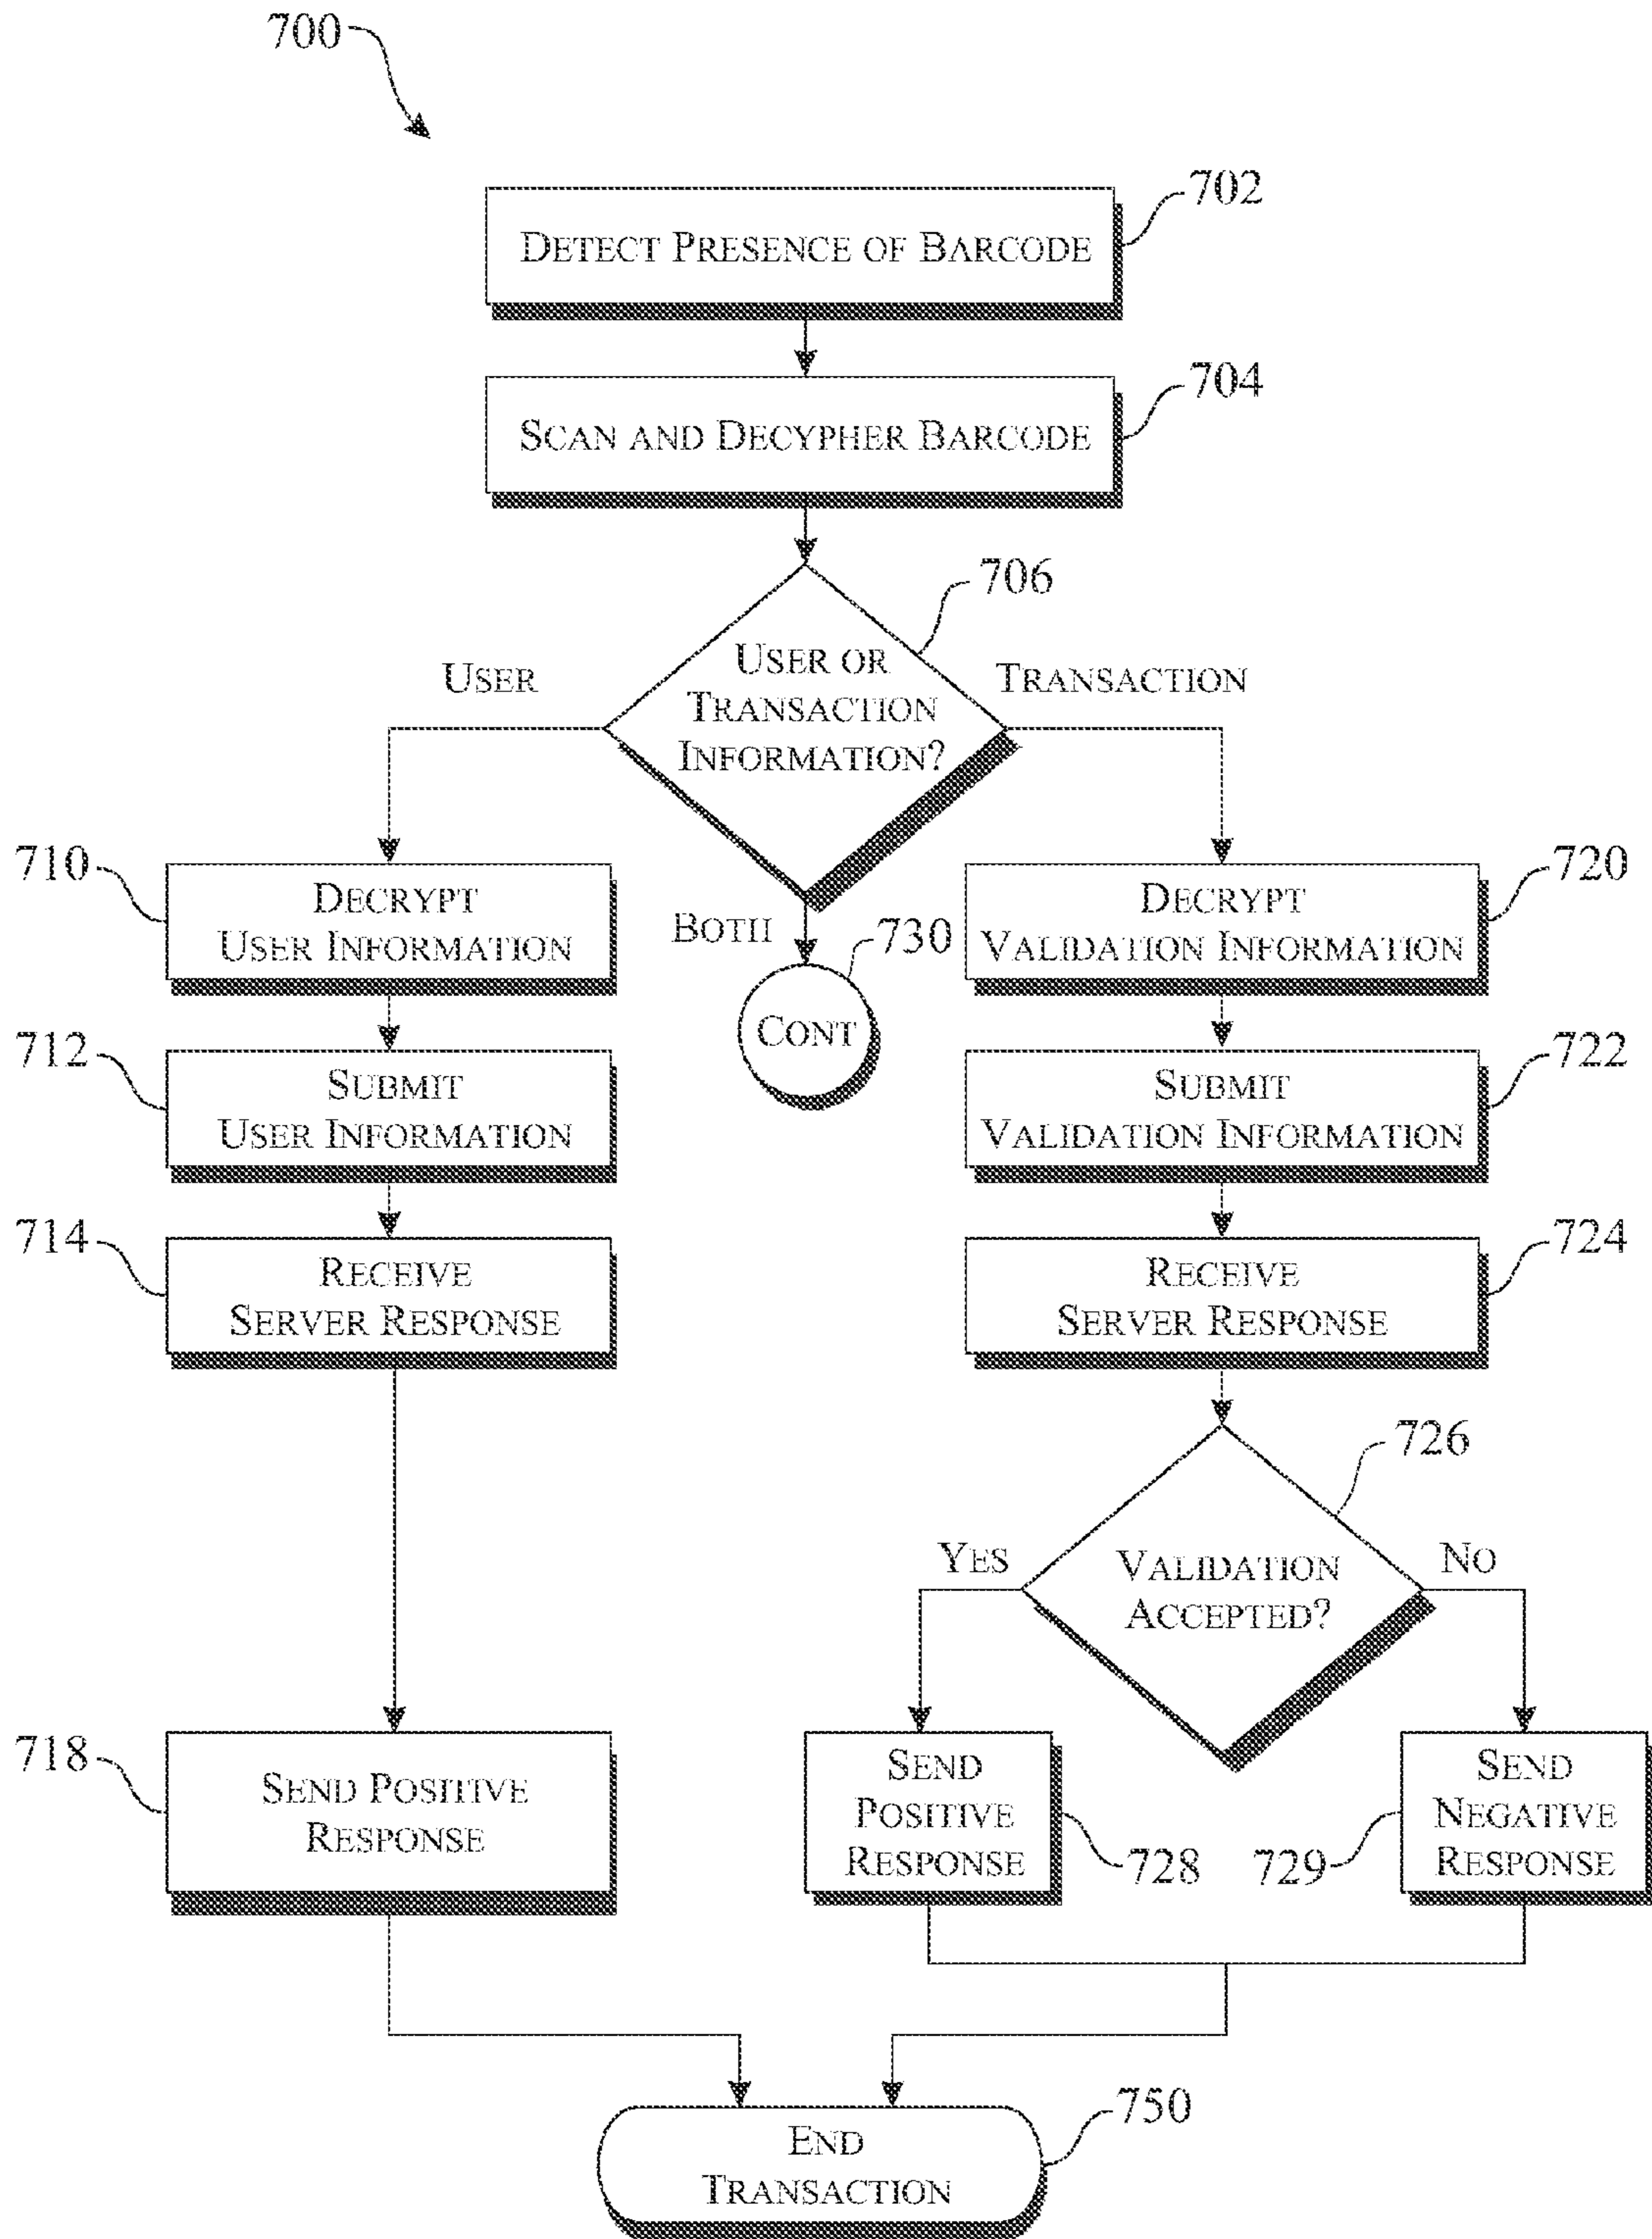 700
702
DETECT PRESENCE OF BARCODE
704
SCAN AND DECYPHER BARCODE
706
USER OR
TRANSACTION
INFORMATION?
USER
TRANSACTION
BOTH
710
DECRYPT
USER INFORMATION
730
CONT
720
DECRYPT
VALIDATION INFORMATION
712
SUBMIT
USER INFORMATION
722
SUBMIT
VALIDATION INFORMATION
714
RECEIVE
SERVER RESPONSE
724
RECEIVE
SERVER RESPONSE
726
YES
VALIDATION
ACCEPTED?
NO
718
SEND POSITIVE
RESPONSE
SEND
POSITIVE
RESPONSE
728
729
SEND
NEGATIVE
RESPONSE
750
END
TRANSACTION